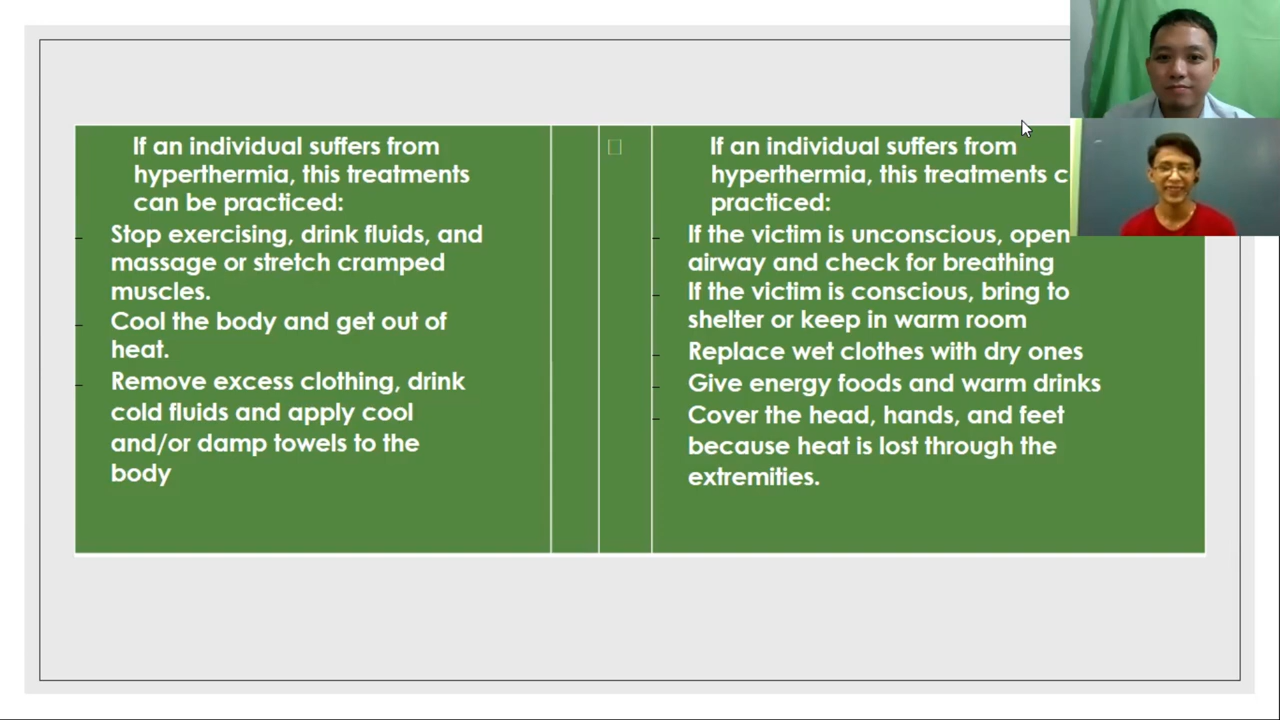 If an individual suffers from
hyperthermia, this treatments
can be practiced:
Stop exercising, drink fluids, and
massage or stretch cramped
muscles.
Cool the body and get out of
heat.
Remove excess clothing, drink
cold fluids and apply cool
and/or damp towels to the
body
If an individual suffers from
hyperthermia, this treatments c
practiced:
If the victim is unconscious, open
airway and check for breathing
If the victim is conscious, bring to
shelter or keep in warm room
Replace wet clothes with dry ones
Give energy foods and warm drinks
Cover the head, hands, and feet
because heat is lost through the
extremities.